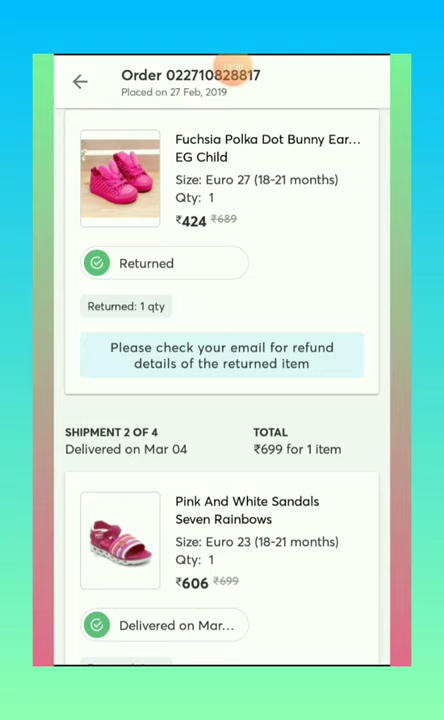 Order 022710828817
Placed on 27 Feb, 2019
Fuchsia Polka Dot Bunny Ear...
EG Child
Size: Euro 27 (18-21 months)
Qty: 1
₹424 ₹689
Returned
Returned: 1 qty
Please check your email for refund
details of the returned item
SHIPMENT 2 OF 4
TOTAL
Delivered on Mar 04
₹699 for 1 item
Pink And White Sandals
Seven Rainbows
Size: Euro 23 (18-21 months)
Qty: 1
₹606 ₹699
Delivered on Mar...